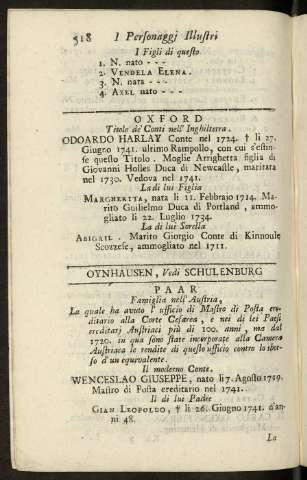 518 I Personaggj Illustri
I Figli di questo
1. N. nato - - -
2. VENDELA ELENA.
3. N. nata - - -
4. AXEL nato - - -
OXFORD
Titolo de' Conti nell' Inghilterra.
ODOARDO HARLAY Conte nel 1724. † li 27.
Giugno 1741. ultimo Rampollo, con cui s'estin-
se questo Titolo. Moglie Arrighetta figlia di
Giovanni Holles Duca di Newcastle, maritata
nel 1730. Vedova nel 1741.
La di lui Figlia
MARGHERITA, nata li 11. Febbrajo 1714. Ma-
rito Guilielmo Duca di Portland, ammo-
gliato li 22. Luglio 1734.
La di lui Sorella
ABIGAIL. Marito Giorgio Conte di Kinnoule
Scozzese, ammogliato nel 1711.
OYNHAUSEN, Vedi SCHULENBURG
PAAR
Famiglia nell' Austria,
La quale ha avuto l'ufficio di Mastro di Posta ere-
ditario alla Corte Cesarea, e nei di lei Paesi
ereditarj Austriaci più di 100. anni, ma dal
1720. in qua sono state incorporate alla Camera
Austriaca le rendite di quest'ufficio contro lo sbor-
so d'un equivalente.
Il moderno Conte.
WENCESLAO GIUSEPPE, nato li 7. Agosto 1719.
Mastro di Posta ereditario nel 1741.
Il di lui Padre
GIAN LEOPOLDO, † li 26. Giugno 1741. d'an-
ni 48.
La